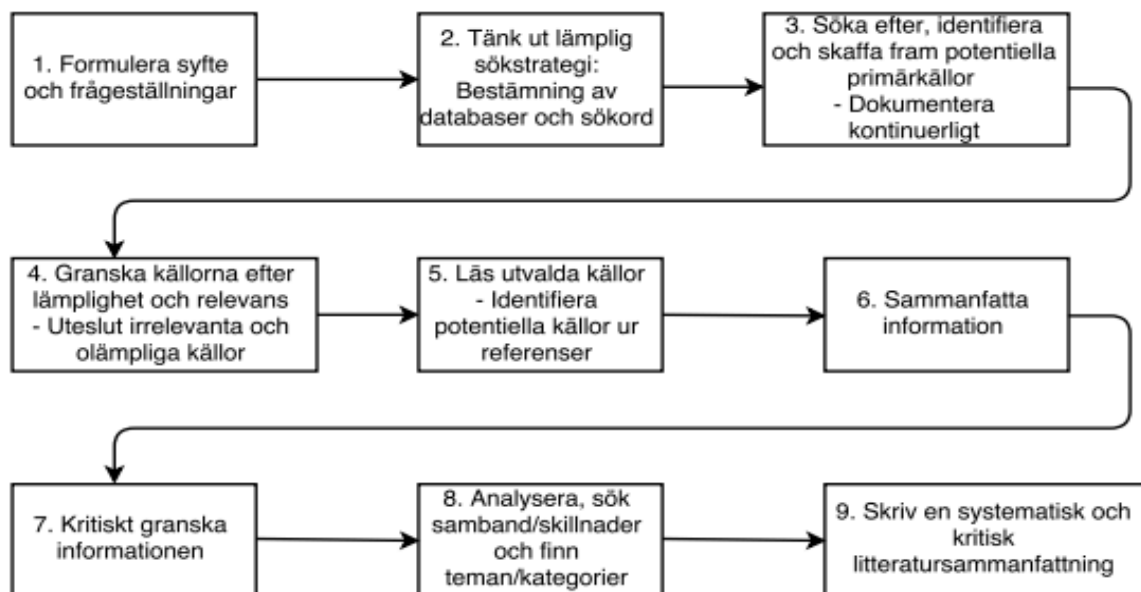 1. Formulera syfte
och frågeställningar
2. Tänk ut lämplig
sökstrategi:
Bestämning av
databaser och sökord
3. Söka efter, identifiera
och skaffa fram potentiella
primärkällor
- Dokumentera
kontinuerligt
4. Granska källorna efter
lämplighet och relevans
- Uteslut irrelevanta och
olämpliga källor
5. Läs utvalda källor
- Identifiera
potentiella källor ur
referenser
6. Sammanfatta
information
7. Kritiskt granska
informationen
8. Analysera, sök
samband/skillnader
och finn
teman/kategorier
9. Skriv en systematisk och
kritisk
litteratursammanfattning